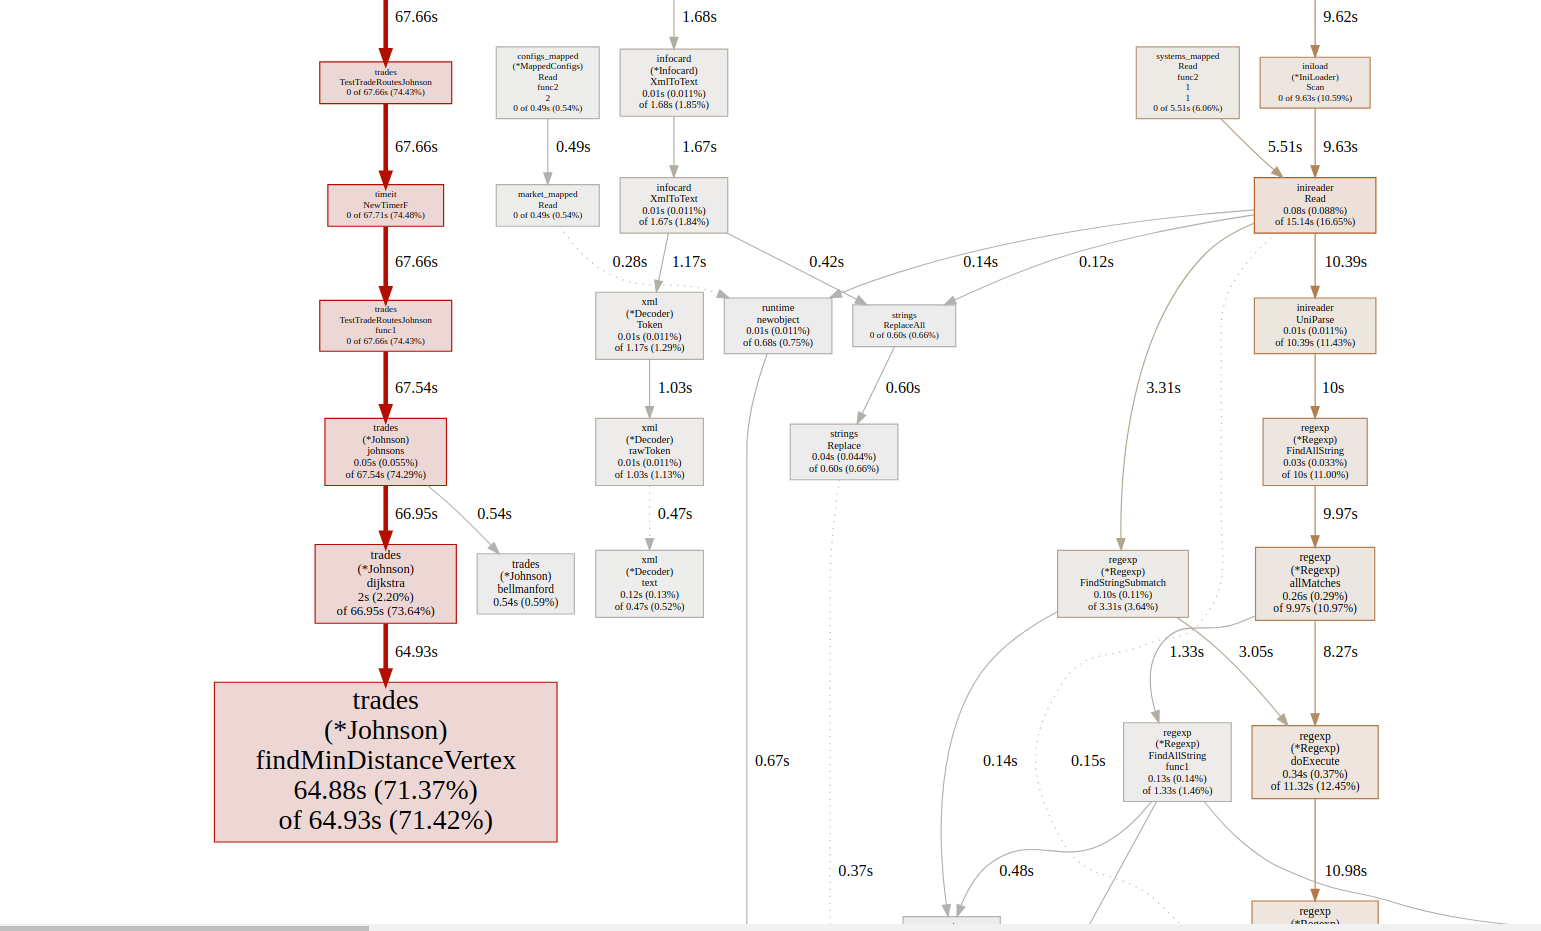 67.66s
1.68s
9.62s
trades
TestTradeRoutesJohnson
0 of 67.66s (74.43%)
configs_mapped
(*MappedConfigs)
Read
func2
2
0 of 0.49s (0.54%)
infocard
(*Infocard)
XmlToText
0.01s (0.011%)
of 1.68s (1.85%)
systems_mapped
Read
func2
1
1
0 of 5.51s (6.06%)
iniload
(*IniLoader)
Scan
0 of 9.63s (10.59%)
67.66s
0.49s
1.67s
5.51s
9.63s
timeit
NewTimerF
0 of 67.71s (74.48%)
market_mapped
Read
0 of 0.49s (0.54%)
infocard
XmlToText
0.01s (0.011%)
of 1.67s (1.84%)
inireader
Read
0.08s (0.088%)
of 15.14s (16.65%)
67.66s
0.28s
1.17s
0.42s
0.14s
0.12s
10.39s
trades
TestTradeRoutesJohnson
func1
0 of 67.66s (74.43%)
xml
(*Decoder)
Token
0.01s (0.011%)
of 1.17s (1.29%)
runtime
newobject
0.01s (0.011%)
of 0.68s (0.75%)
strings
ReplaceAll
0 of 0.60s (0.66%)
inireader
UniParse
0.01s (0.011%)
of 10.39s (11.43%)
67.54s
1.03s
0.60s
3.31s
10s
trades
(*Johnson)
johnsons
0.05s (0.055%)
of 67.54s (74.29%)
xml
(*Decoder)
rawToken
0.01s (0.011%)
of 1.03s (1.13%)
strings
Replace
0.04s (0.044%)
of 0.60s (0.66%)
regexp
(*Regexp)
FindAllString
0.03s (0.033%)
of 10s (11.00%)
66.95s
0.54s
0.47s
9.97s
trades
(*Johnson)
dijkstra
2s (2.20%)
of 66.95s (73.64%)
trades
(*Johnson)
bellmanford
0.54s (0.59%)
xml
(*Decoder)
text
0.12s (0.13%)
of 0.47s (0.52%)
regexp
(*Regexp)
FindStringSubmatch
0.10s (0.11%)
of 3.31s (3.64%)
regexp
(*Regexp)
allMatches
0.26s (0.29%)
of 9.97s (10.97%)
64.93s
1.33s
3.05s
8.27s
trades
(*Johnson)
findMinDistanceVertex
64.88s (71.37%)
of 64.93s (71.42%)
0.67s
0.14s
0.15s
regexp
(*Regexp)
FindAllString
func1
0.13s (0.14%)
of 1.33s (1.46%)
regexp
(*Regexp)
doExecute
0.34s (0.37%)
of 11.32s (12.45%)
0.37s
0.48s
10.98s
regexp
(*Regexp)